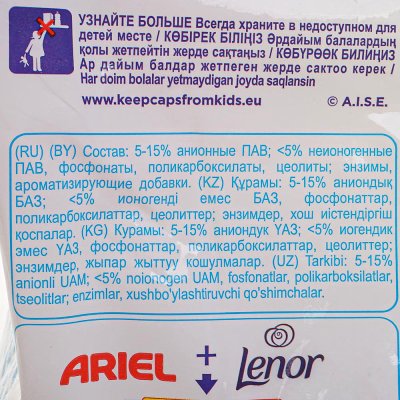 УЗНАЙТЕ БОЛЬШЕ Всегда храните в недоступном для
детей месте / КӨБІРЕК БІЛІҢІЗ Әрдайым балалардың
қолы жетпейтін жерде сақтаңыз / КӨБҮРӨӨК БИЛИҢИЗ
Ар дайым балдар жетпеген жерде сактоо керек /
Har doim bolalar yetmaydigan joyda saqlansin
www.keepcapsfromkids.eu © A.I.S.E.
(RU) (BY) Состав: 5-15% анионные ПАВ; <5% неионогенные
ПАВ, фосфонаты, поликарбоксилаты, цеолиты; энзимы,
ароматизирующие добавки. (KZ) Құрамы: 5-15% аниондық
БАЗ; <5% ионогенді емес БАЗ, фосфонаттар,
поликарбоксилаттар, цеолиттер; энзимдер, хош иістендіргіш
қоспалар. (KG) Курамы: 5-15% аниондук ҮАЗ; <5% иогендик
эмес ҮАЗ, фосфонаттар, поликарбоксилаттар, цеолиттер;
энзимдер, жыпар жыттуу кошулмалар. (UZ) Tarkibi: 5-15%
anionli UAM; <5% noionogen UAM, fosfonatlar, polikarboksilatlar,
tseolitlar; enzimlar, xushbo'ylashtiruvchi qo'shimchalar.
ARIEL + Lenor